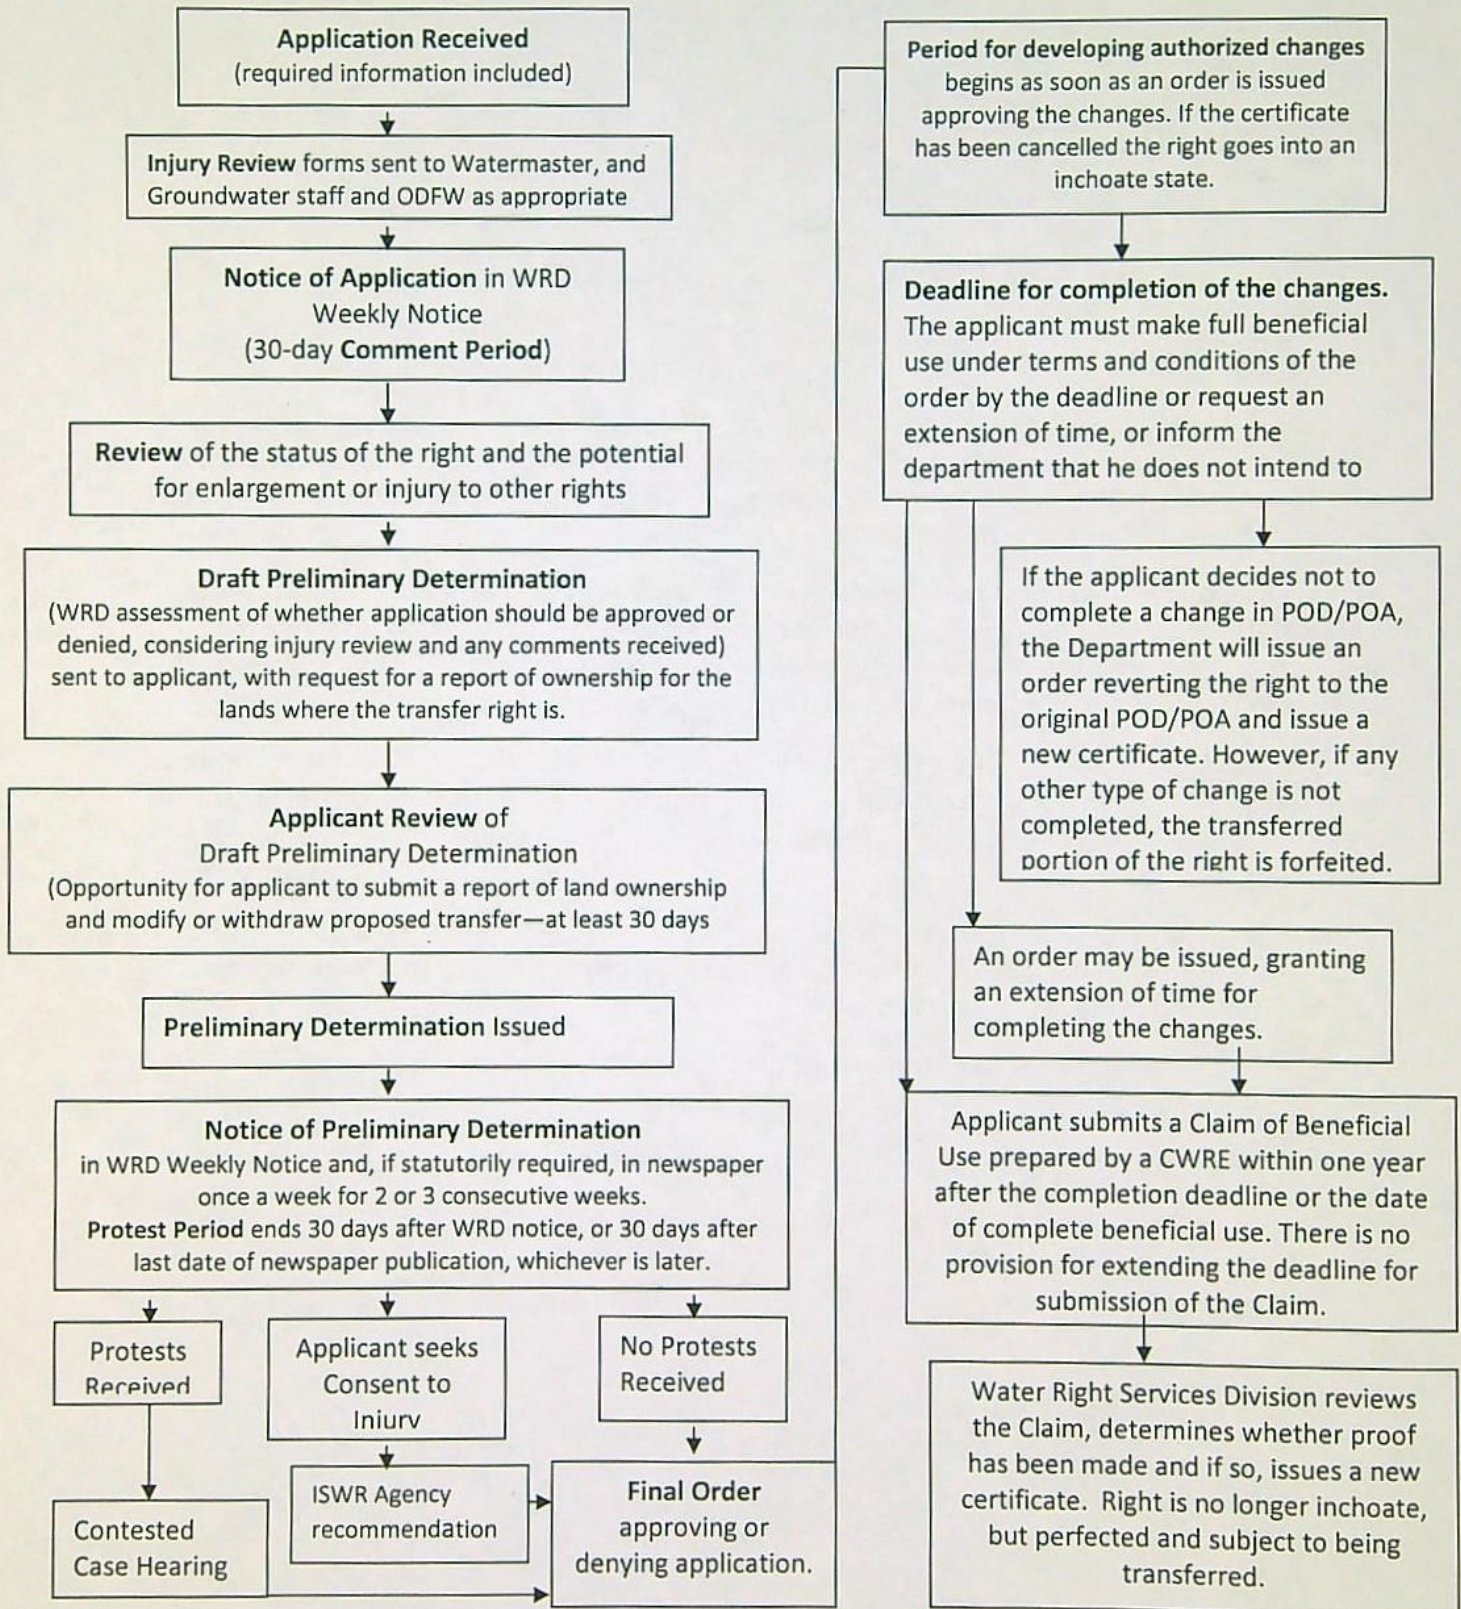 Application Received
(required information included)
Injury Review forms sent to Watermaster, and
Groundwater staff and ODFW as appropriate
Notice of Application in WRD
Weekly Notice
(30-day Comment Period)
Review of the status of the right and the potential
for enlargement or injury to other rights
Draft Preliminary Determination
(WRD assessment of whether application should be approved or
denied, considering injury review and any comments received)
sent to applicant, with request for a report of ownership for the
lands where the transfer right is.
Applicant Review of
Draft Preliminary Determination
(Opportunity for applicant to submit a report of land ownership
and modify or withdraw proposed transfer—at least 30 days
Preliminary Determination Issued
Notice of Preliminary Determination
in WRD Weekly Notice and, if statutorily required, in newspaper
once a week for 2 or 3 consecutive weeks.
Protest Period ends 30 days after WRD notice, or 30 days after
last date of newspaper publication, whichever is later.
Protests
Received
Applicant seeks
Consent to
Injury
No Protests
Received
Contested
Case Hearing
ISWR Agency
recommendation
Final Order
approving or
denying application.
Period for developing authorized changes
begins as soon as an order is issued
approving the changes. If the certificate
has been cancelled the right goes into an
inchoate state.
Deadline for completion of the changes.
The applicant must make full beneficial
use under terms and conditions of the
order by the deadline or request an
extension of time, or inform the
department that he does not intend to
If the applicant decides not to
complete a change in POD/POA,
the Department will issue an
order reverting the right to the
original POD/POA and issue a
new certificate. However, if any
other type of change is not
completed, the transferred
portion of the right is forfeited.
An order may be issued, granting
an extension of time for
completing the changes.
Applicant submits a Claim of Beneficial
Use prepared by a CWRE within one year
after the completion deadline or the date
of complete beneficial use. There is no
provision for extending the deadline for
submission of the Claim.
Water Right Services Division reviews
the Claim, determines whether proof
has been made and if so, issues a new
certificate. Right is no longer inchoate,
but perfected and subject to being
transferred.